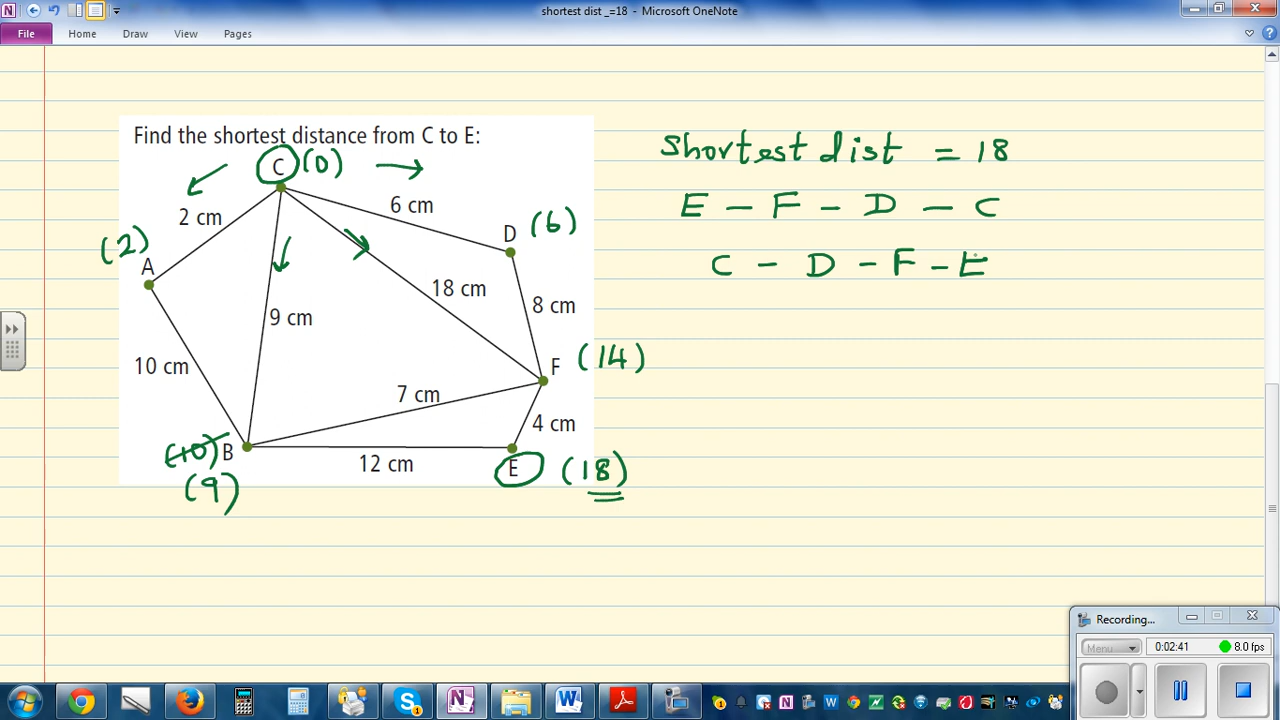 shortest dist _=18 - Microsoft OneNote
File Home Draw View Pages
Find the shortest distance from C to E:
C (0)
2 cm
6 cm
D (6)
(2)
A
18 cm
8 cm
9 cm
10 cm
F (14)
7 cm
4 cm
(10) B
(9)
12 cm
E (18)
Shortest dist = 18
E - F - D - C
C - D - F - E
Recording...
Menu 0:02:41 8.0 fps